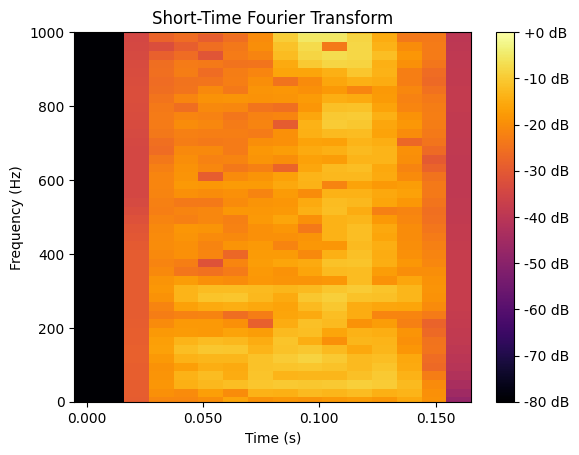 Short-Time Fourier Transform
1000
800
600
400
200
0
Frequency (Hz)
0.000
0.050
0.100
0.150
Time (s)
+0 dB
-10 dB
-20 dB
-30 dB
-40 dB
-50 dB
-60 dB
-70 dB
-80 dB